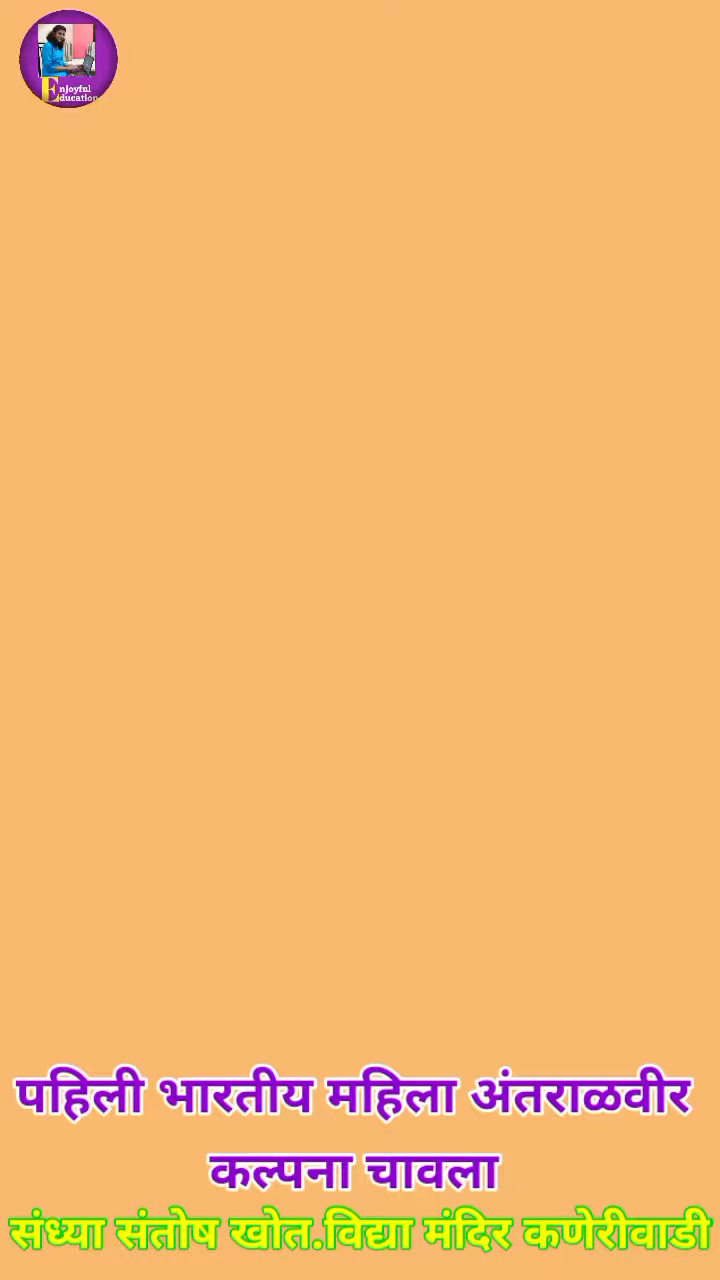 Enjoyful
Education
पहिली भारतीय महिला अंतराळवीर
कल्पना चावला
संध्या संतोष खोत.विद्या मंदिर कणेरीवाडी